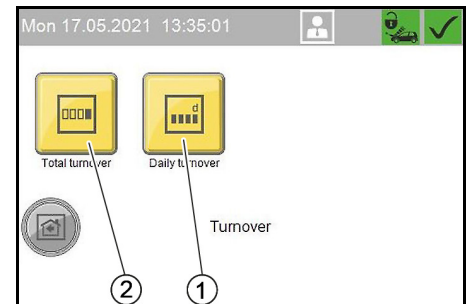 Mon 17.05.2021 13:35:01
d
Total turnover Daily turnover
Turnover
2 1